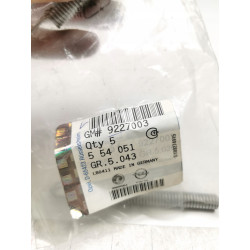 GM# 9227003
Qty 5
5 54 051
GR.5.043
MADE IN GERMANY